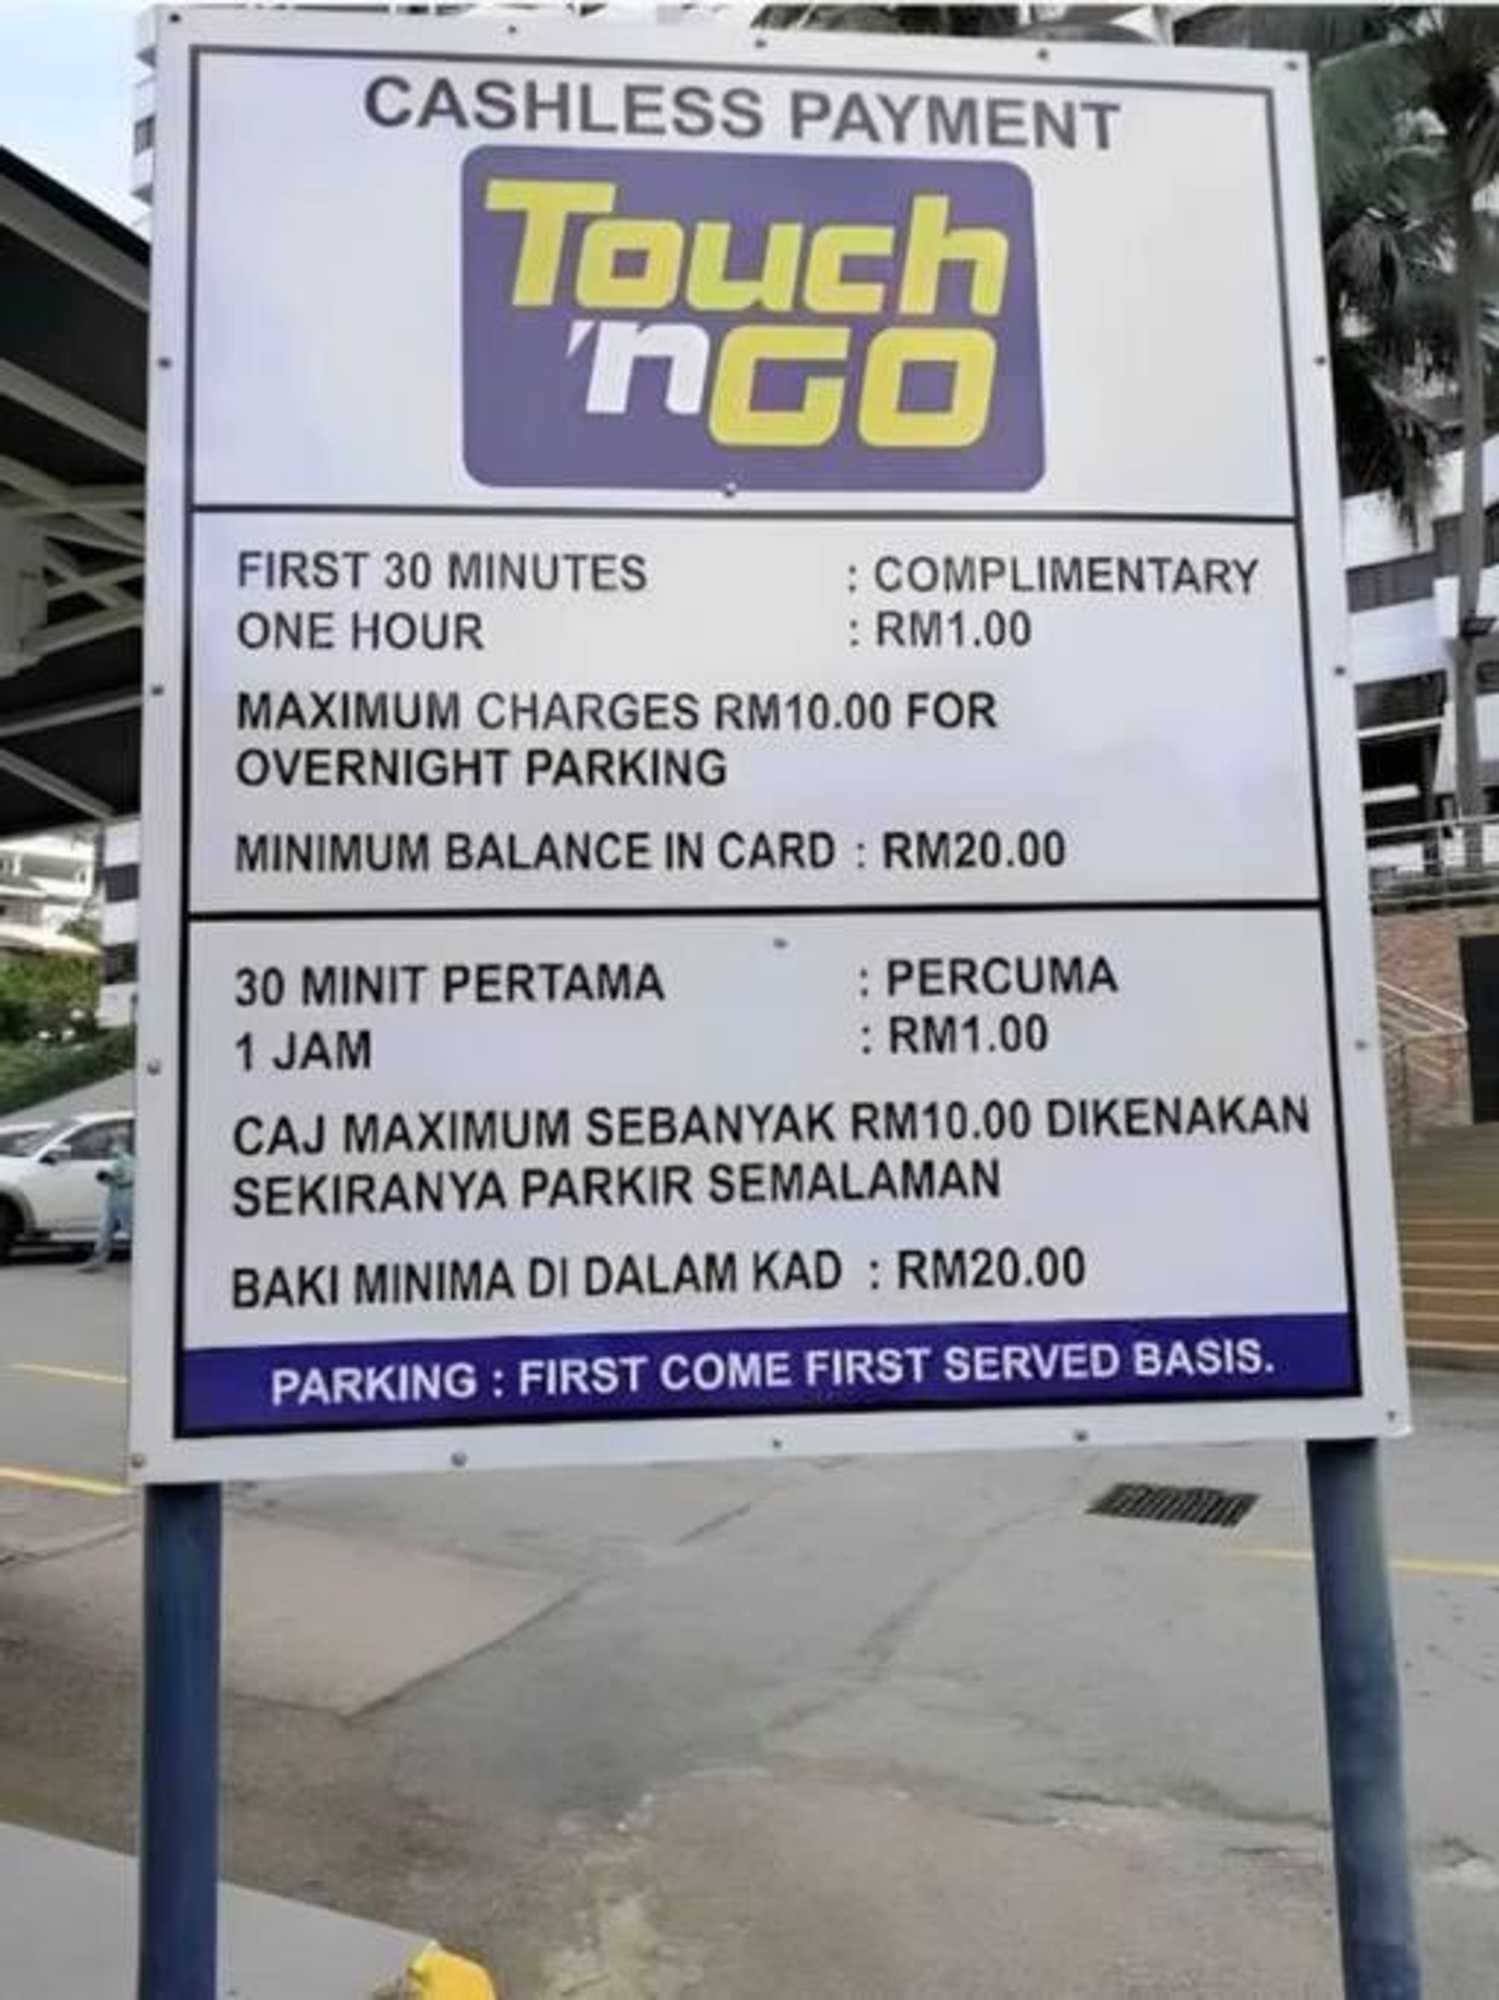 CASHLESS PAYMENT
Touch
'nGO
FIRST 30 MINUTES : COMPLIMENTARY
ONE HOUR : RM1.00
MAXIMUM CHARGES RM10.00 FOR
OVERNIGHT PARKING
MINIMUM BALANCE IN CARD : RM20.00
30 MINIT PERTAMA : PERCUMA
1 JAM : RM1.00
CAJ MAXIMUM SEBANYAK RM10.00 DIKENAKAN
SEKIRANYA PARKIR SEMALAMAN
BAKI MINIMA DI DALAM KAD : RM20.00
PARKING : FIRST COME FIRST SERVED BASIS.